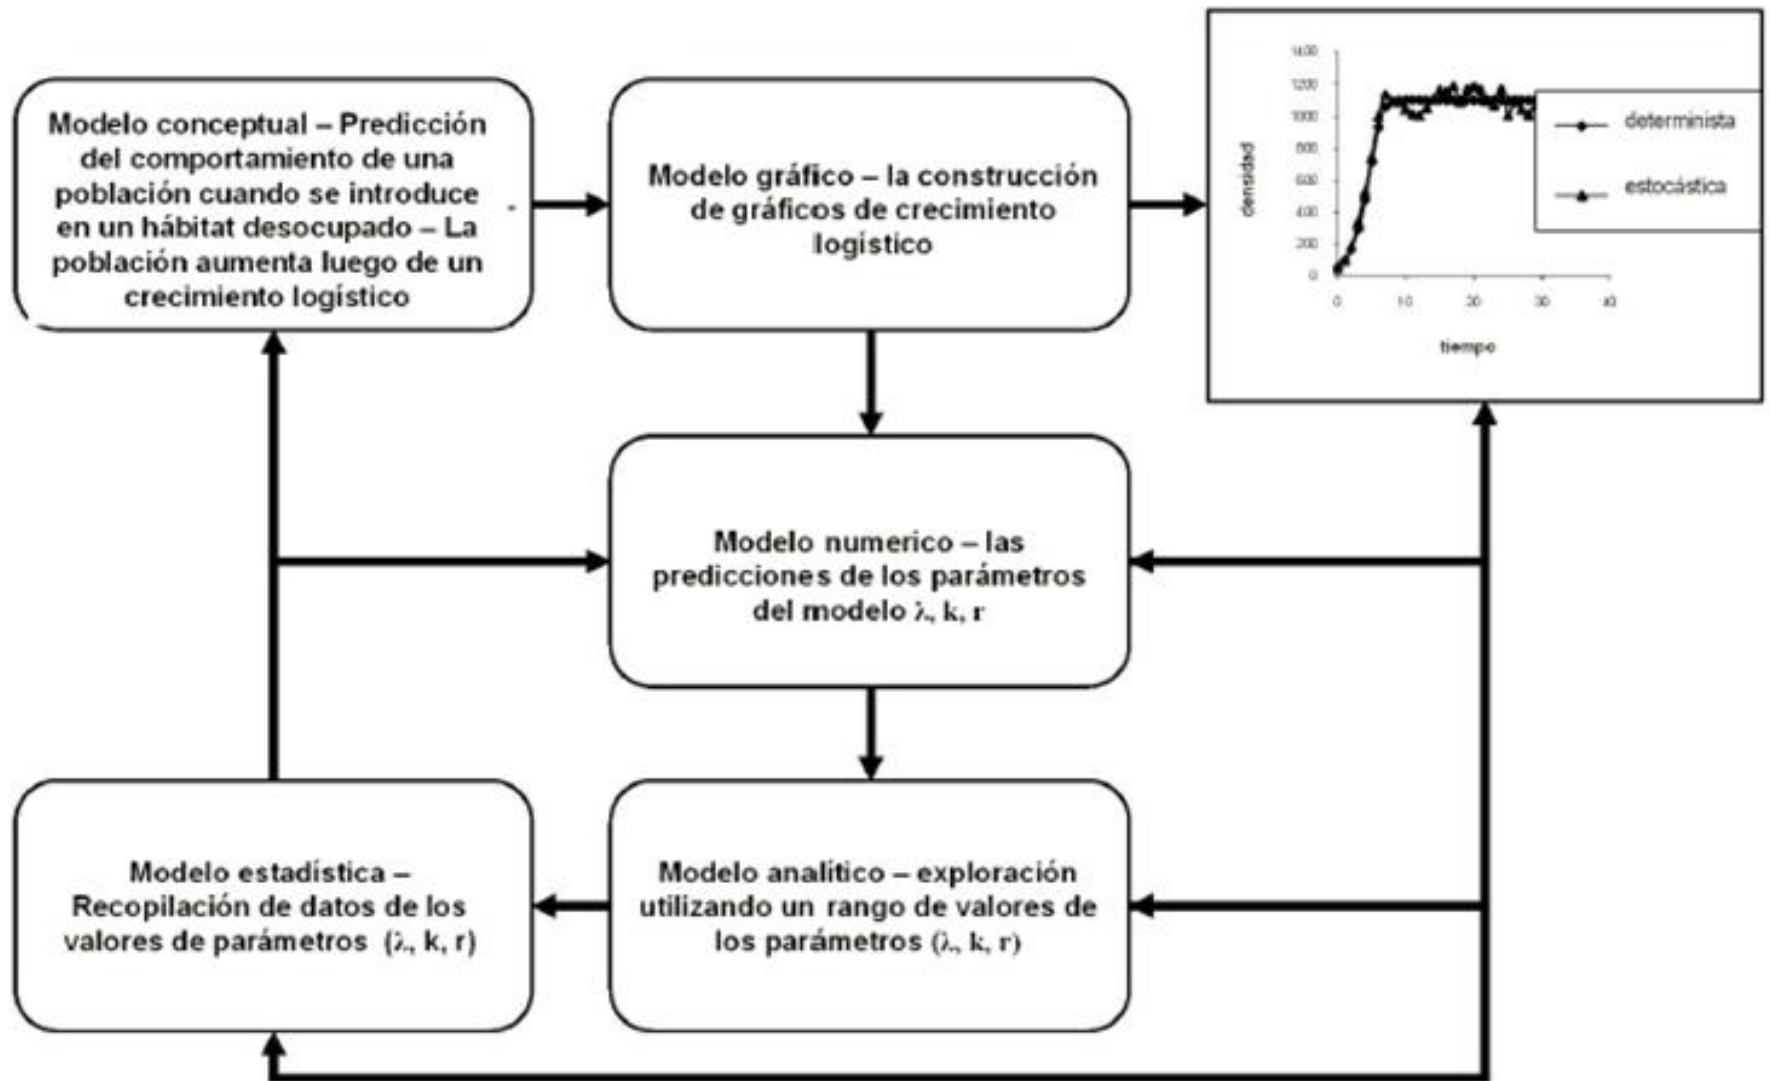 Modelo conceptual – Predicción
del comportamiento de una
población cuando se introduce
en un hábitat desocupado – La
población aumenta luego de un
crecimiento logístico
-
Modelo gráfico – la construcción
de gráficos de crecimiento
logístico
1400
1200
1000
800
600
400
200
0
densidad
0 10 20 30
tiempo
determinista
estocástica
Modelo numerico – las
predicciones de los parámetros
del modelo λ, k, r
Modelo estadística –
Recopilación de datos de los
valores de parámetros (λ, k, r)
Modelo analítico – exploración
utilizando un rango de valores de
los parámetros (λ, k, r)